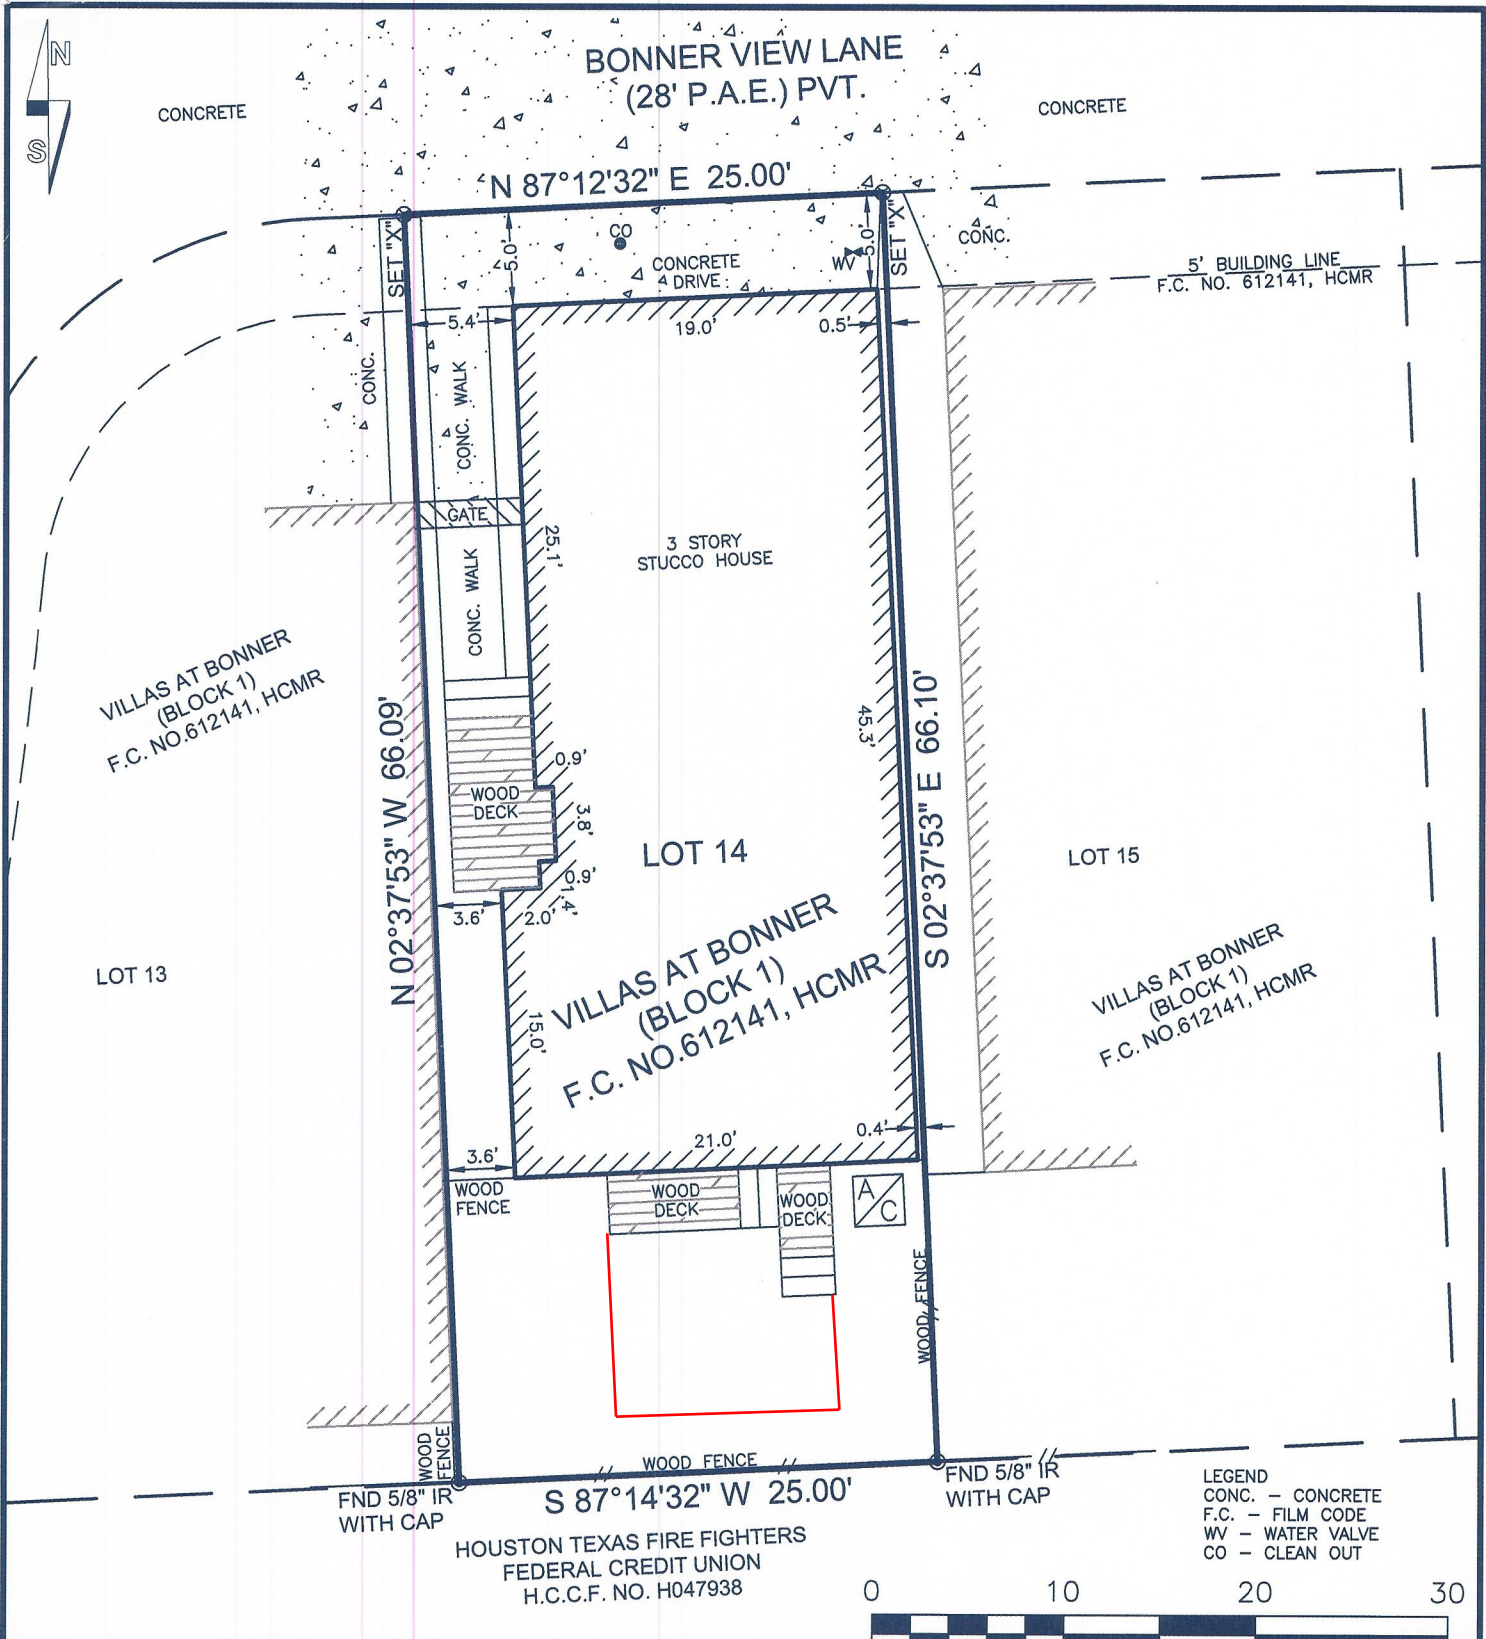 N
S
BONNER VIEW LANE
(28' P.A.E.) PVT.
CONCRETE
CONCRETE
N 87°12'32" E 25.00'
SET "X"
5.0'
CO
CONCRETE
DRIVE
WV
5.0'
SET "X"
CONC.
5' BUILDING LINE
F.C. NO. 612141, HCMR
5.4'
19.0'
0.5'
CONC.
CONC. WALK
GATE
25.1'
3 STORY
STUCCO HOUSE
CONC. WALK
VILLAS AT BONNER
(BLOCK 1)
F.C. NO.612141, HCMR
N 02°37'53" W 66.09'
45.3'
S 02°37'53" E 66.10'
0.9'
WOOD
DECK
3.8'
LOT 14
LOT 15
0.9'
1.4'
3.6'
2.0'
LOT 13
VILLAS AT BONNER
(BLOCK 1)
F.C. NO.612141, HCMR
VILLAS AT BONNER
(BLOCK 1)
F.C. NO.612141, HCMR
15.0'
21.0'
0.4'
3.6'
WOOD
FENCE
WOOD
DECK
WOOD
DECK
A/C
WOOD FENCE
WOOD
FENCE
WOOD FENCE
FND 5/8" IR
WITH CAP
S 87°14'32" W 25.00'
FND 5/8" IR
WITH CAP
HOUSTON TEXAS FIRE FIGHTERS
FEDERAL CREDIT UNION
H.C.C.F. NO. H047938
LEGEND
CONC. – CONCRETE
F.C. – FILM CODE
WV – WATER VALVE
CO – CLEAN OUT
0 10 20 30